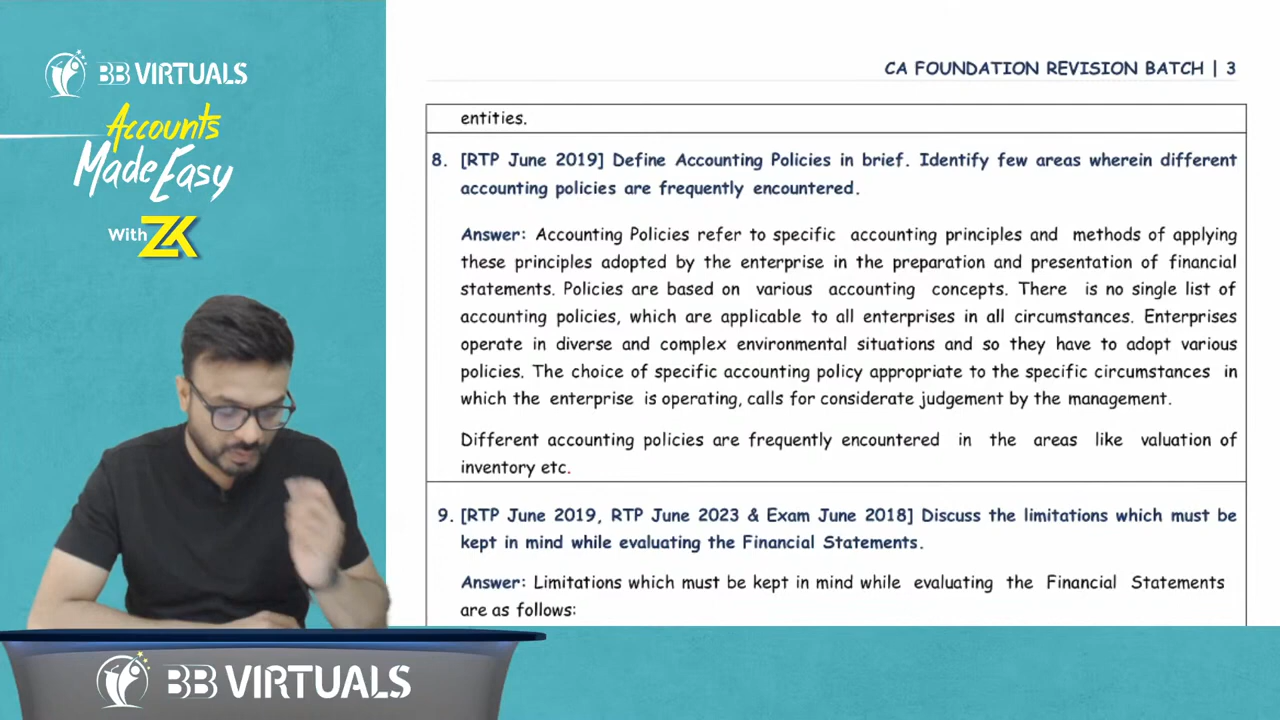 BB VIRTUALS
Accounts
Made Easy
With ZK
CA FOUNDATION REVISION BATCH | 3
entities.
8. [RTP June 2019] Define Accounting Policies in brief. Identify few areas wherein different
accounting policies are frequently encountered.
Answer: Accounting Policies refer to specific accounting principles and methods of applying
these principles adopted by the enterprise in the preparation and presentation of financial
statements. Policies are based on various accounting concepts. There is no single list of
accounting policies, which are applicable to all enterprises in all circumstances. Enterprises
operate in diverse and complex environmental situations and so they have to adopt various
policies. The choice of specific accounting policy appropriate to the specific circumstances in
which the enterprise is operating, calls for considerate judgement by the management.
Different accounting policies are frequently encountered in the areas like valuation of
inventory etc.
9. [RTP June 2019, RTP June 2023 & Exam June 2018] Discuss the limitations which must be
kept in mind while evaluating the Financial Statements.
Answer: Limitations which must be kept in mind while evaluating the Financial Statements
are as follows:
BB VIRTUALS